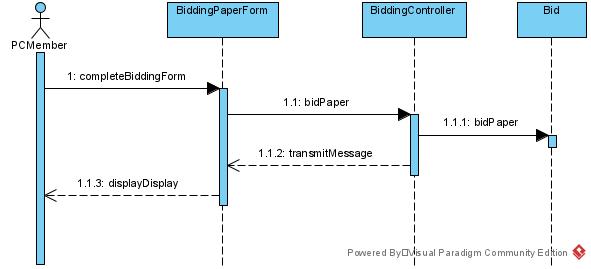 BiddingPaperForm
BiddingController
Bid
PCMember
1: completeBiddingForm
1.1: bidPaper
1.1.1: bidPaper
1.1.2: transmitMessage
1.1.3: displayDisplay
Powered By Visual Paradigm Community Edition